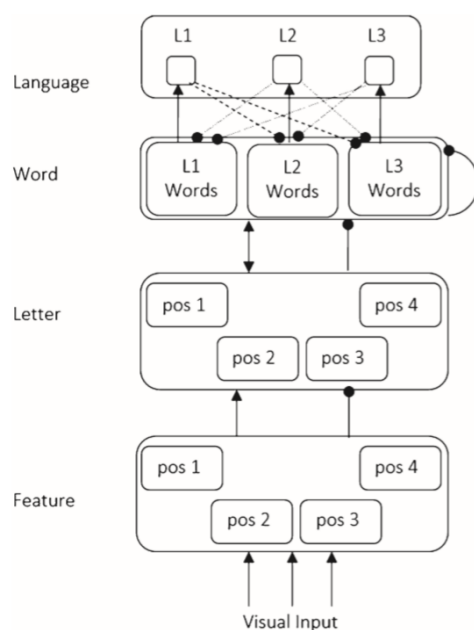 L1 L2 L3
Language
Word
L1 Words
L2 Words
L3 Words
Letter
pos 1
pos 4
pos 2
pos 3
Feature
pos 1
pos 4
pos 2
pos 3
Visual Input